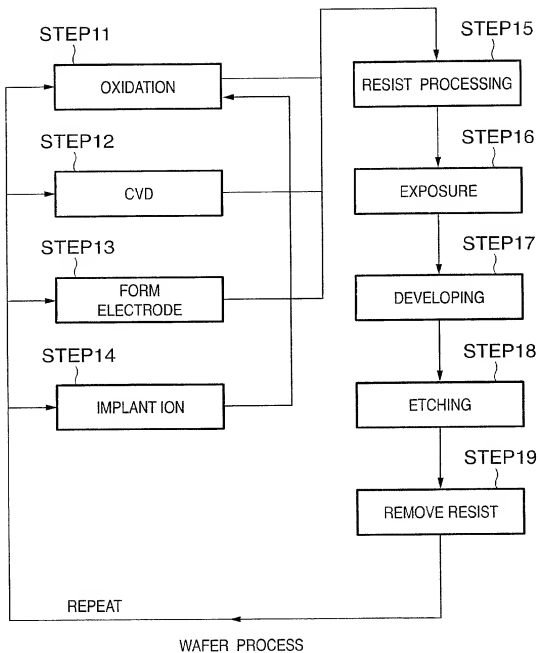 STEP11
OXIDATION
STEP12
CVD
STEP13
FORM
ELECTRODE
STEP14
IMPLANT ION
STEP15
RESIST PROCESSING
STEP16
EXPOSURE
STEP17
DEVELOPING
STEP18
ETCHING
STEP19
REMOVE RESIST
REPEAT
WAFER PROCESS